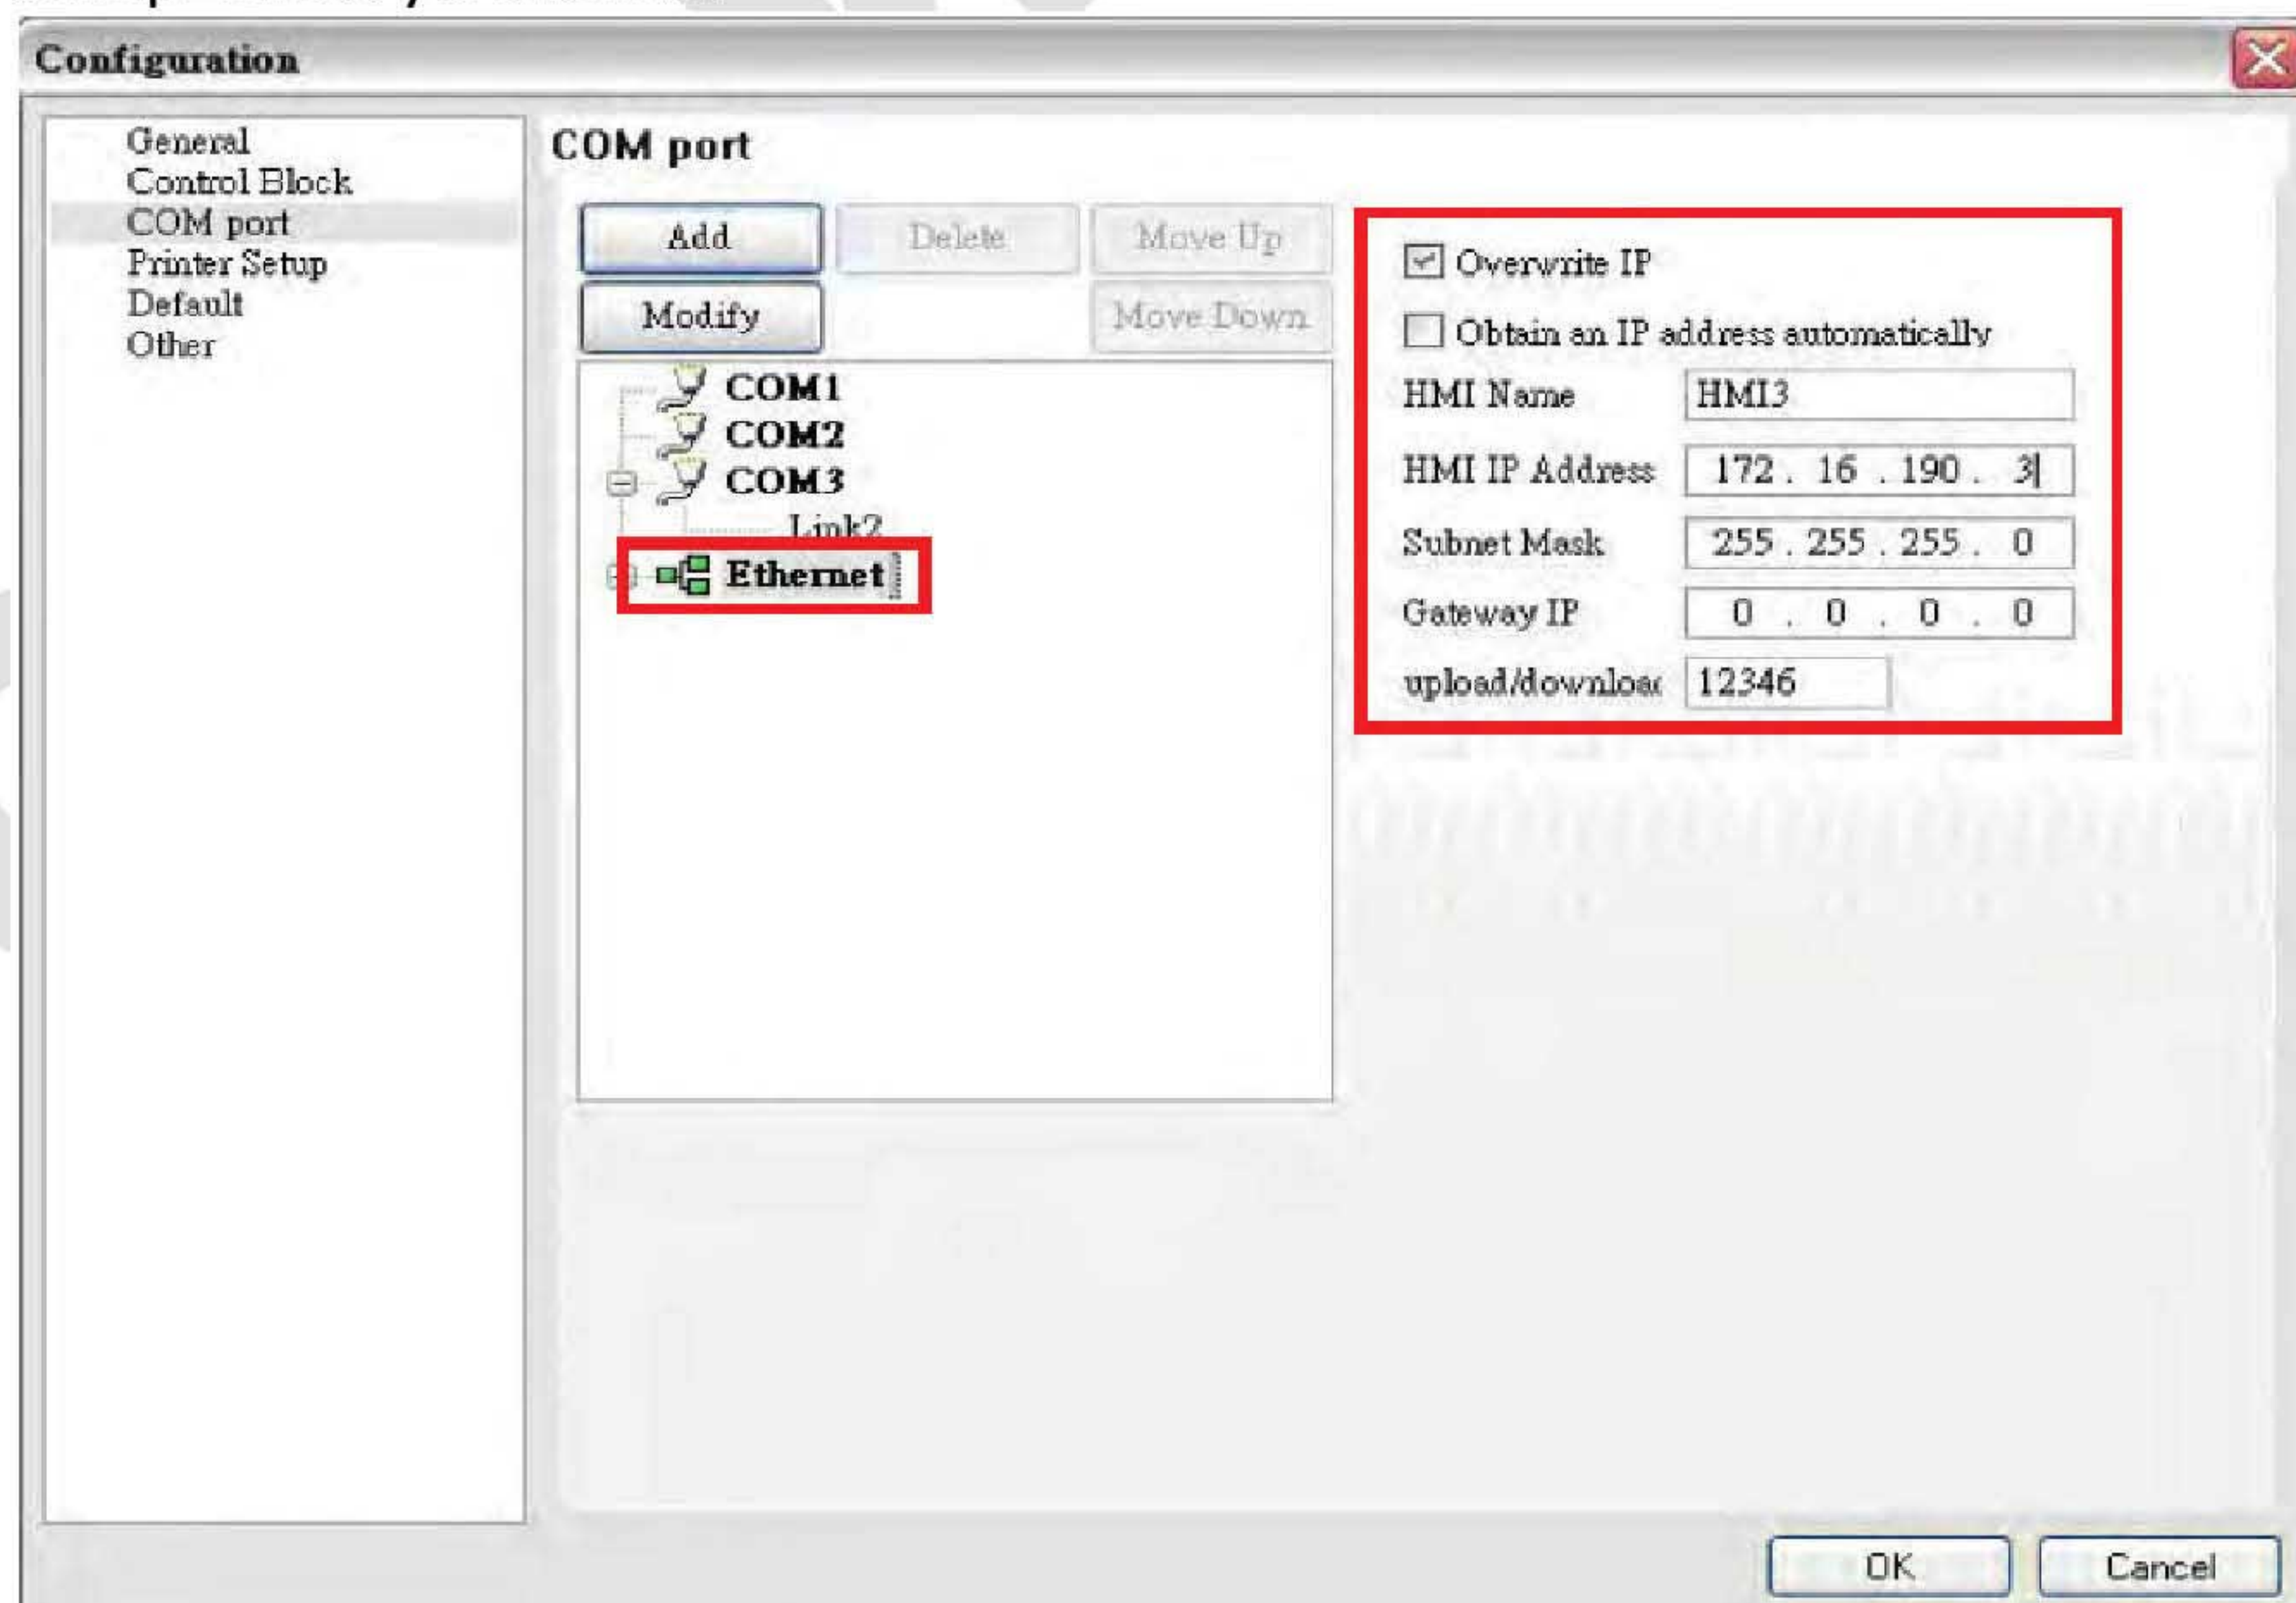 Configuration
General
Control Block
COM port
Printer Setup
Default
Other
COM port
Add
Delete
Move Up
Modify
Move Down
COM1
COM2
COM3
Link2
Ethernet
Overwrite IP
Obtain an IP address automatically
HMI Name HMI3
HMI IP Address 172 . 16 . 190 . 3
Subnet Mask 255 . 255 . 255 . 0
Gateway IP 0 . 0 . 0 . 0
upload/downloa 12346
OK
Cancel